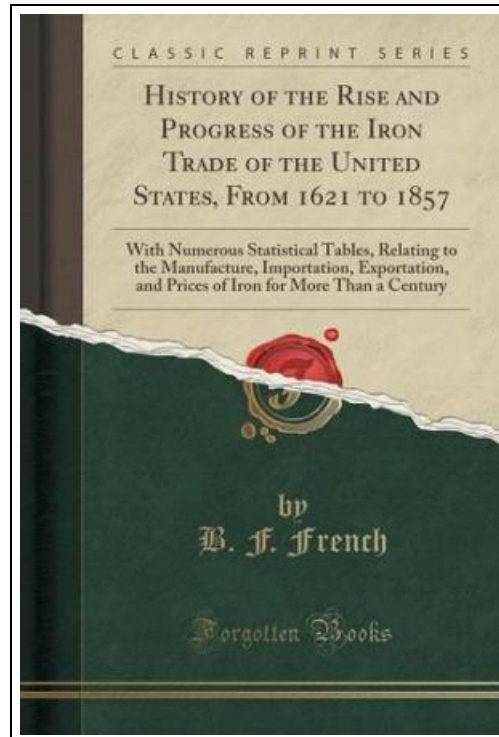 CLASSIC REPRINT SERIES
HISTORY OF THE RISE AND
PROGRESS OF THE IRON
TRADE OF THE UNITED
STATES, FROM 1621 TO 1857
With Numerous Statistical Tables, Relating to
the Manufacture, Importation, Exportation,
and Prices of Iron for More Than a Century
by
B. F. French
Forgotten Books